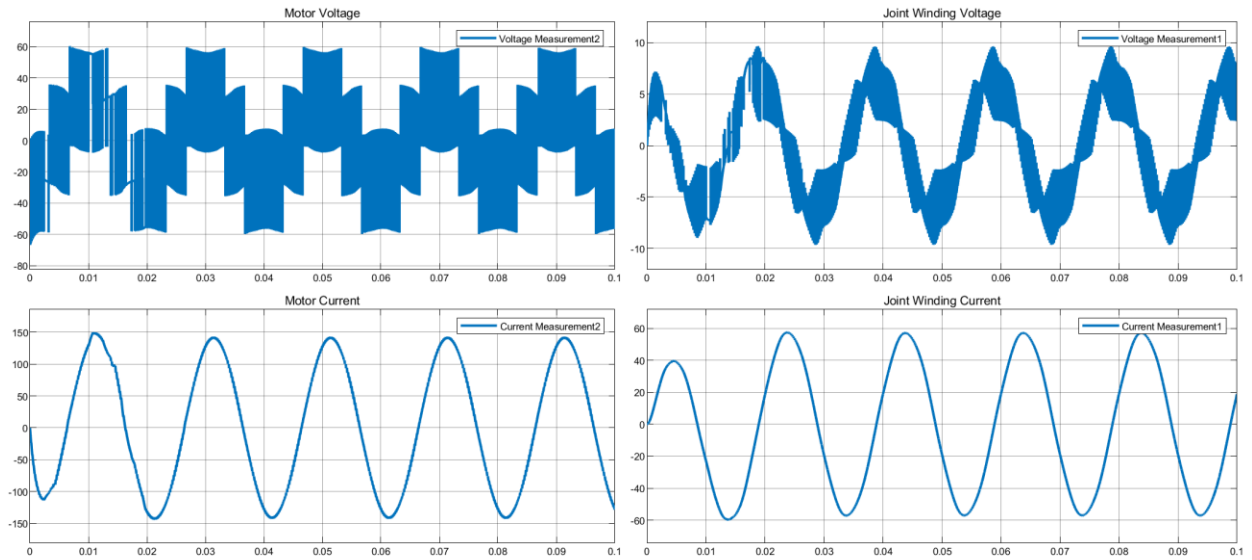 Motor Voltage
Voltage Measurement2
60
40
20
0
-20
-40
-60
-80
0 0.01 0.02 0.03 0.04 0.05 0.06 0.07 0.08 0.09 0.1
Joint Winding Voltage
Voltage Measurement1
10
5
0
-5
-10
0 0.01 0.02 0.03 0.04 0.05 0.06 0.07 0.08 0.09 0.1
Motor Current
Current Measurement2
150
100
50
0
-50
-100
-150
0 0.01 0.02 0.03 0.04 0.05 0.06 0.07 0.08 0.09 0.1
Joint Winding Current
Current Measurement1
60
40
20
0
-20
-40
-60
0 0.01 0.02 0.03 0.04 0.05 0.06 0.07 0.08 0.09 0.1